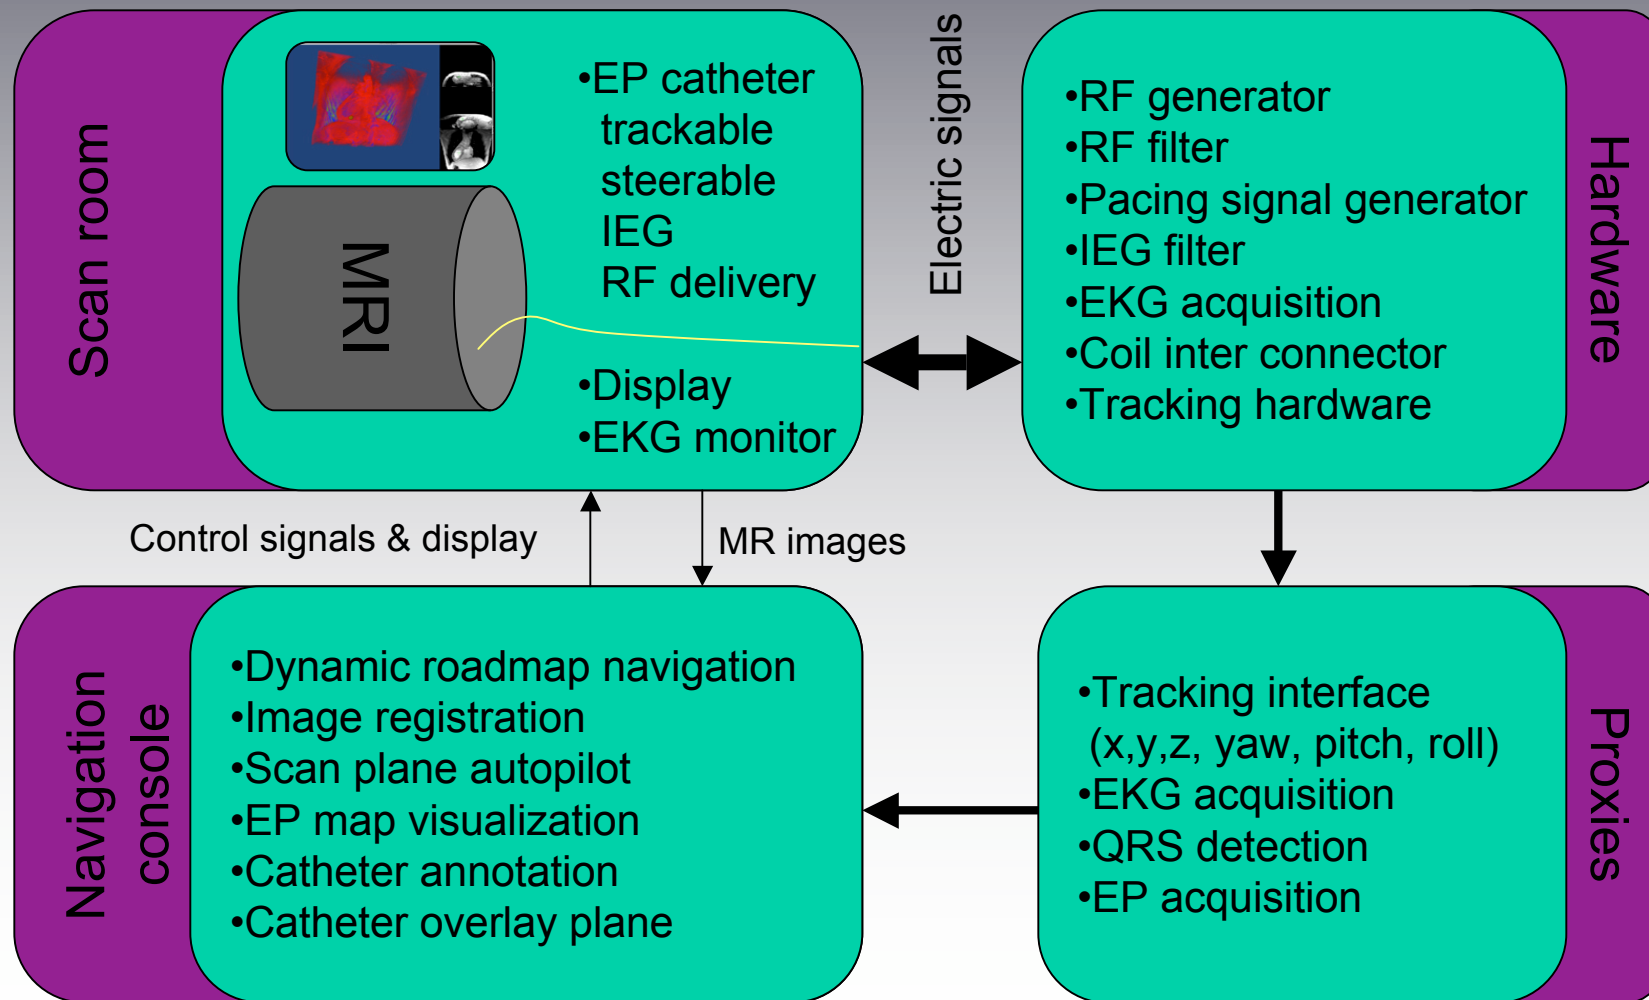 Scan room
MRI
•EP catheter
trackable
steerable
IEG
RF delivery
•Display
•EKG monitor
Electric signals
•RF generator
•RF filter
•Pacing signal generator
•IEG filter
•EKG acquisition
•Coil inter connector
•Tracking hardware
Hardware
Control signals & display
MR images
Navigation
console
•Dynamic roadmap navigation
•Image registration
•Scan plane autopilot
•EP map visualization
•Catheter annotation
•Catheter overlay plane
•Tracking interface
(x,y,z, yaw, pitch, roll)
•EKG acquisition
•QRS detection
•EP acquisition
Proxies